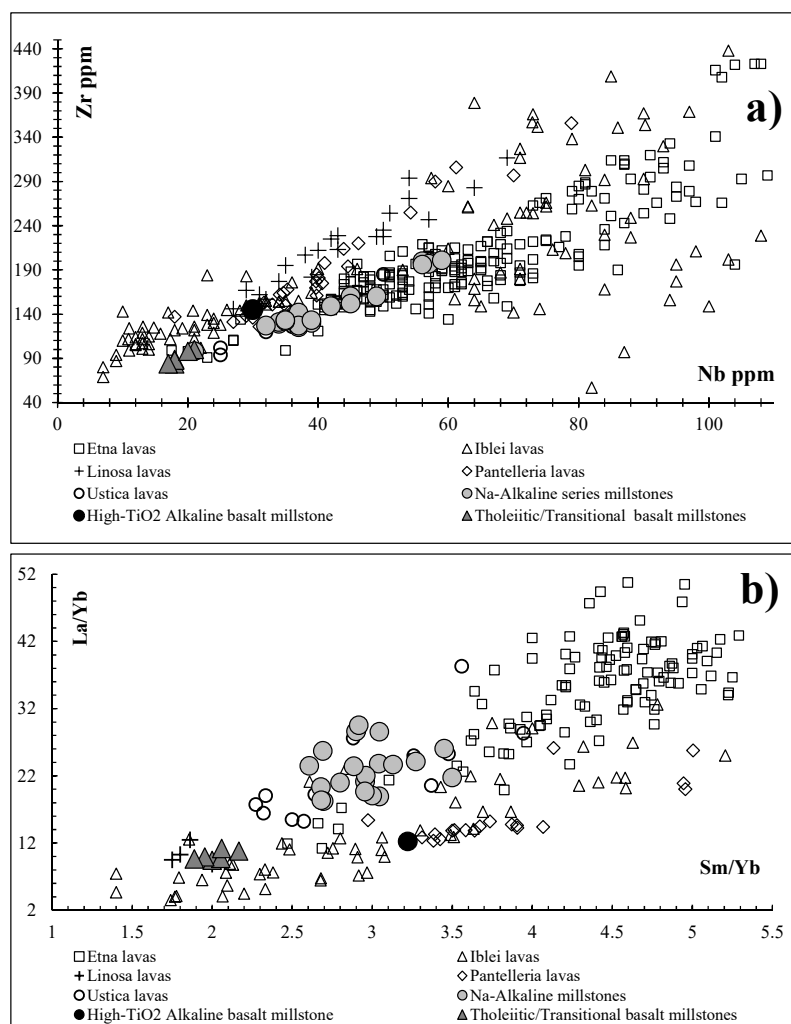 a)
Zr ppm
440
390
340
290
240
190
140
90
40
0 20 40 60 80 100
Nb ppm
Etna lavas Iblei lavas
Linosa lavas Pantelleria lavas
Ustica lavas Na-Alkaline series millstones
High-TiO2 Alkaline basalt millstone Tholeiitic/Transitional basalt millstones
b)
La/Yb
52
42
32
22
12
2
Sm/Yb
1 1.5 2 2.5 3 3.5 4 4.5 5 5.5
Etna lavas Iblei lavas
Linosa lavas Pantelleria lavas
Ustica lavas Na-Alkaline millstones
High-TiO2 Alkaline basalt millstone Tholeiitic/Transitional basalt millstones